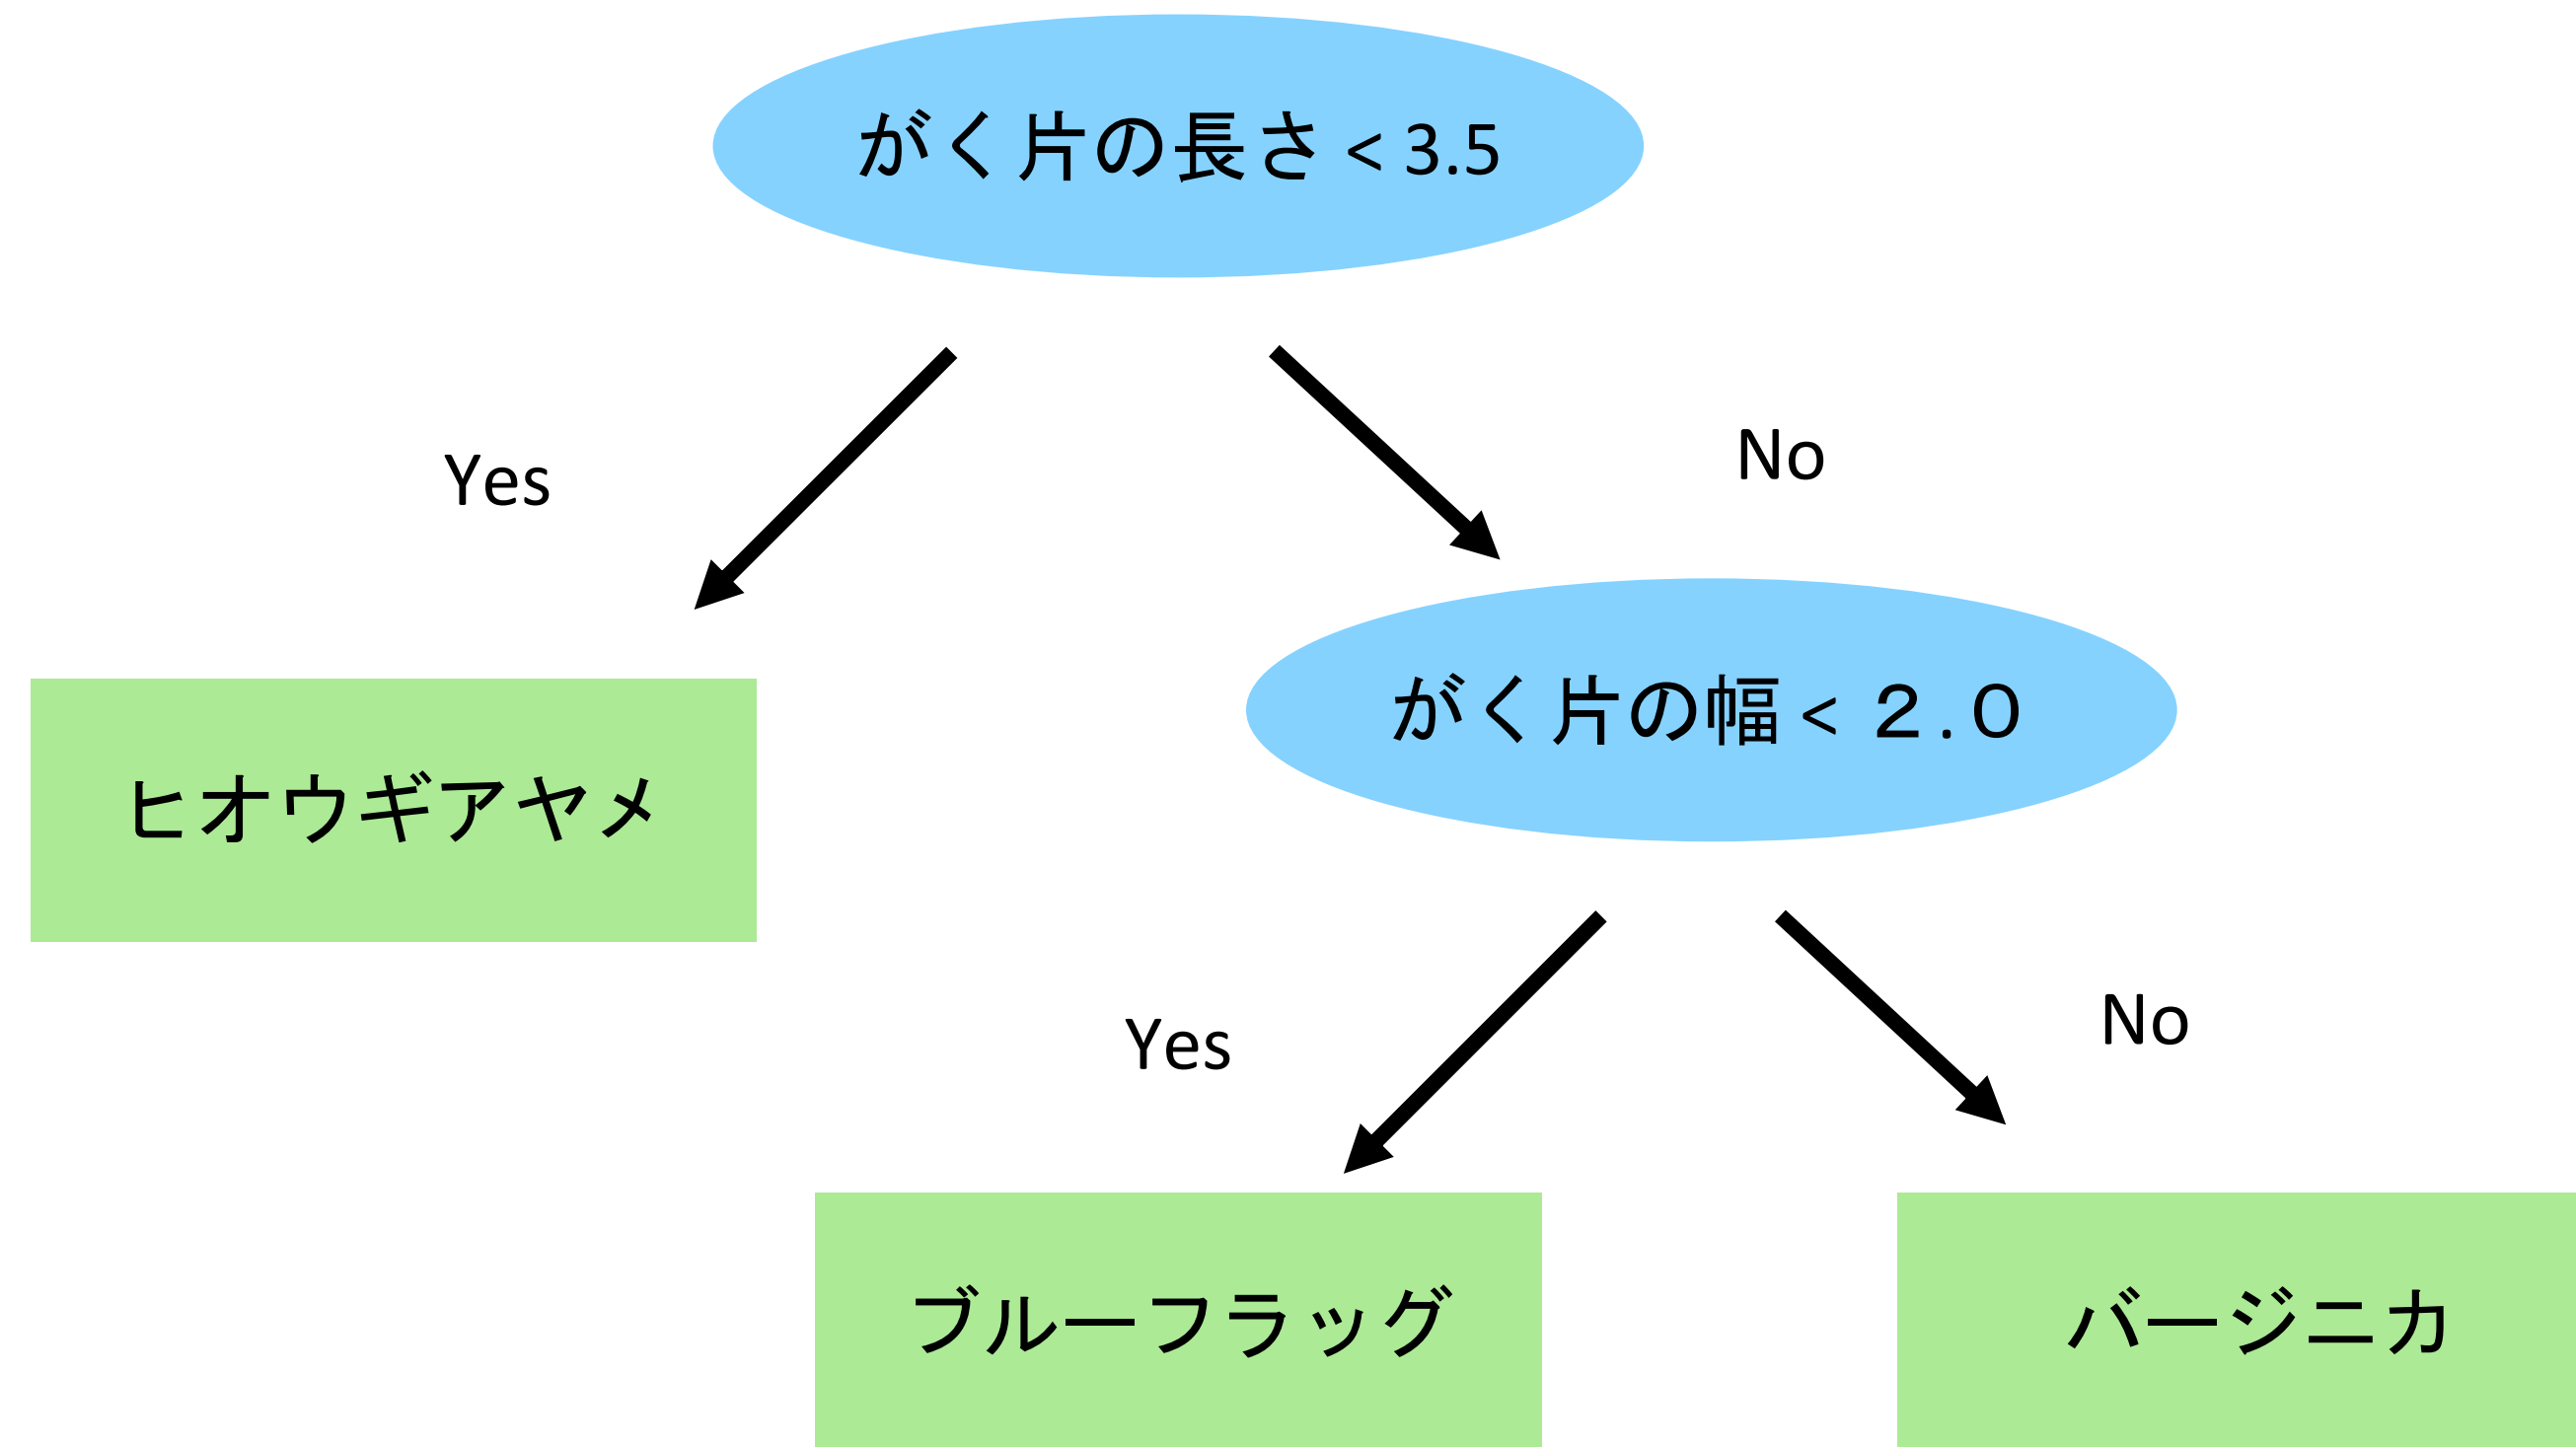 がく片の長さ < 3.5
Yes
No
ヒオウギアヤメ
がく片の幅 < ２.０
Yes
No
ブルーフラッグ
バージニカ